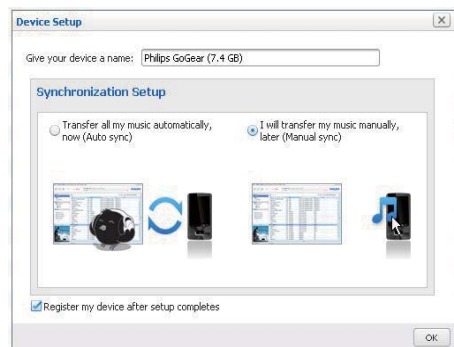 Device Setup
Give your device a name: Philips GoGear (7.4 GB)
Synchronization Setup
Transfer all my music automatically,
now (Auto sync)
I will transfer my music manually,
later (Manual sync)
Register my device after setup completes
OK